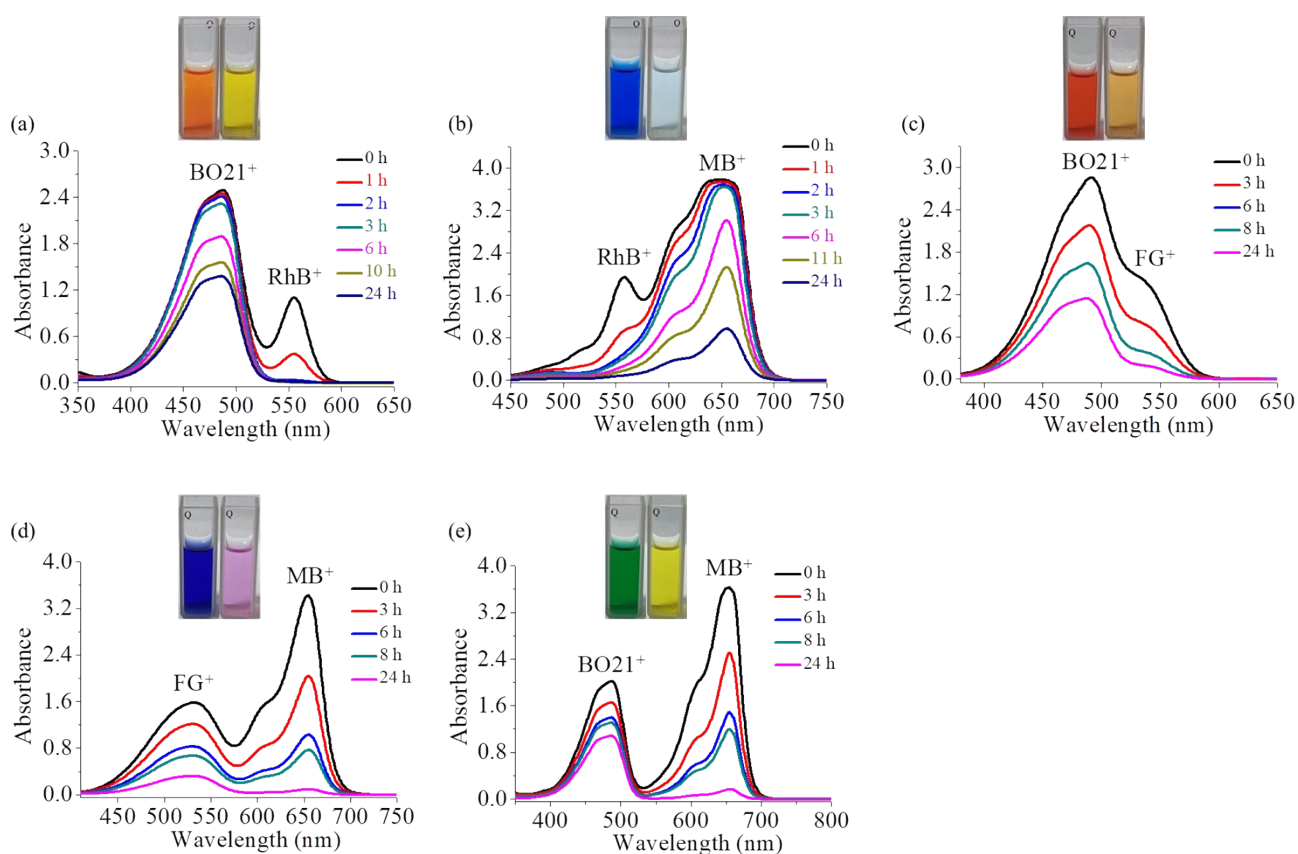 (a)
3.0
2.4
1.8
1.2
0.6
0.0
Absorbance
BO21⁺
RhB⁺
0 h
1 h
2 h
3 h
6 h
10 h
24 h
350 400 450 500 550 600 650
Wavelength (nm)
(b)
O O
4.0
3.2
2.4
1.6
0.8
0.0
Absorbance
RhB⁺
MB⁺
0 h
1 h
2 h
3 h
6 h
11 h
24 h
450 500 550 600 650 700 750
Wavelength (nm)
(c)
Q Q
3.0
2.4
1.8
1.2
0.6
0.0
Absorbance
BO21⁺
FG⁺
0 h
3 h
6 h
8 h
24 h
400 450 500 550 600 650
Wavelength (nm)
(d)
Q Q
4.0
3.2
2.4
1.6
0.8
0.0
Absorbance
FG⁺
MB⁺
0 h
3 h
6 h
8 h
24 h
450 500 550 600 650 700 750
Wavelength (nm)
(e)
Q Q
4.0
3.2
2.4
1.6
0.8
0.0
Absorbance
BO21⁺
MB⁺
0 h
3 h
6 h
8 h
24 h
400 500 600 700 800
Wavelength (nm)